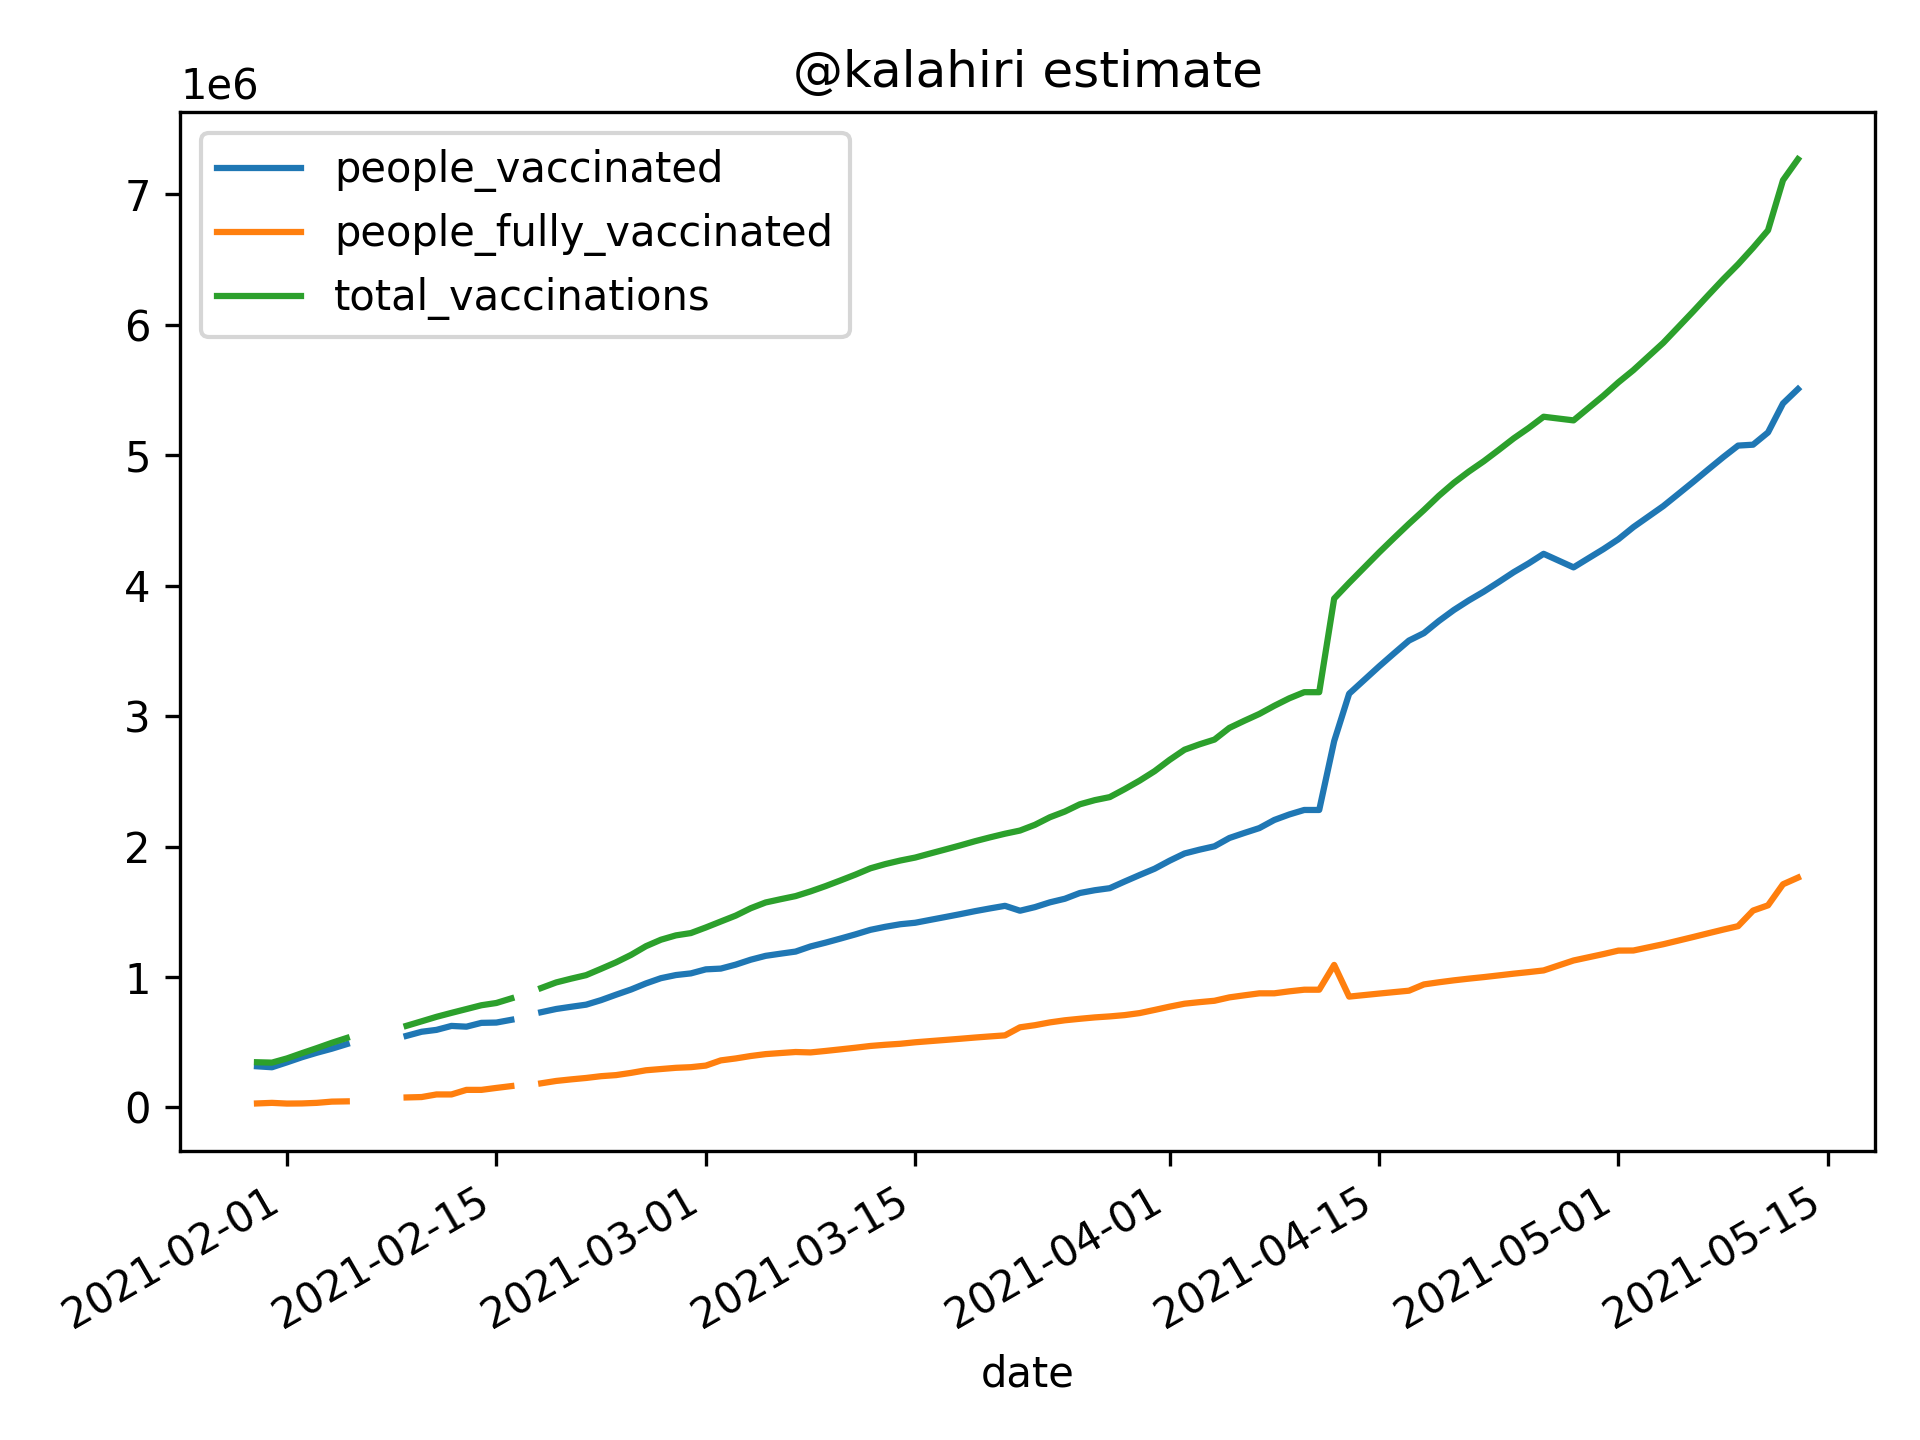 @kalahiri estimate
1e6
people_vaccinated
people_fully_vaccinated
total_vaccinations
7
6
5
4
3
2
1
0
2021-02-01
2021-02-15
2021-03-01
2021-03-15
2021-04-01
2021-04-15
2021-05-01
2021-05-15
date